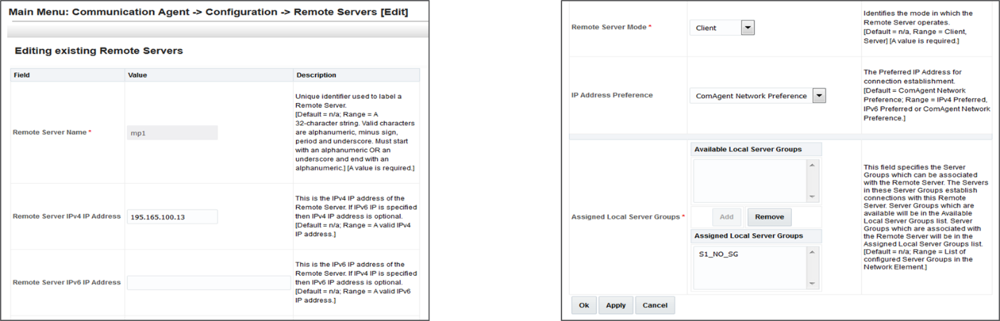 Main Menu: Communication Agent -> Configuration -> Remote Servers [Edit]
Editing existing Remote Servers
Field Value Description
Remote Server Name * mp1
Unique identifier used to label a
Remote Server.
[Default = n/a; Range = A
32-character string. Valid characters
are alphanumeric, minus sign,
period and underscore. Must start
with an alphanumeric OR an
underscore and end with an
alphanumeric.] [A value is required.]
Remote Server IPv4 IP Address 195.165.100.13
This is the IPv4 IP address of the
Remote Server. If IPv6 IP is specified
then IPv4 IP address is optional.
[Default = n/a; Range = A valid IPv4
IP address.]
Remote Server IPv6 IP Address
This is the IPv6 IP address of the
Remote Server. If IPv4 IP is specified
then IPv6 IP address is optional.
[Default = n/a; Range = A valid IPv6
IP address.]
Remote Server Mode * Client
Identifies the mode in which the
Remote Server operates.
[Default = n/a, Range = Client,
Server] [A value is required.]
IP Address Preference ComAgent Network Preference
The Preferred IP Address for
connection establishment.
[Default = ComAgent Network
Preference; Range = IPv4 Preferred,
IPv6 Preferred or ComAgent Network
Preference.]
Assigned Local Server Groups *
Available Local Server Groups
Add Remove
Assigned Local Server Groups
S1_NO_SG
This field specifies the Server
Groups which can be associated
with the Remote Server. The Servers
in these Server Groups establish
connections with this Remote
Server. Server Groups which are
available will be in the Available
Local Server Groups list. Server
Groups which are associated with
the Remote Server will be in the
Assigned Local Server Groups list.
[Default = n/a; Range = List of
configured Server Groups in the
Network Element.]
Ok Apply Cancel